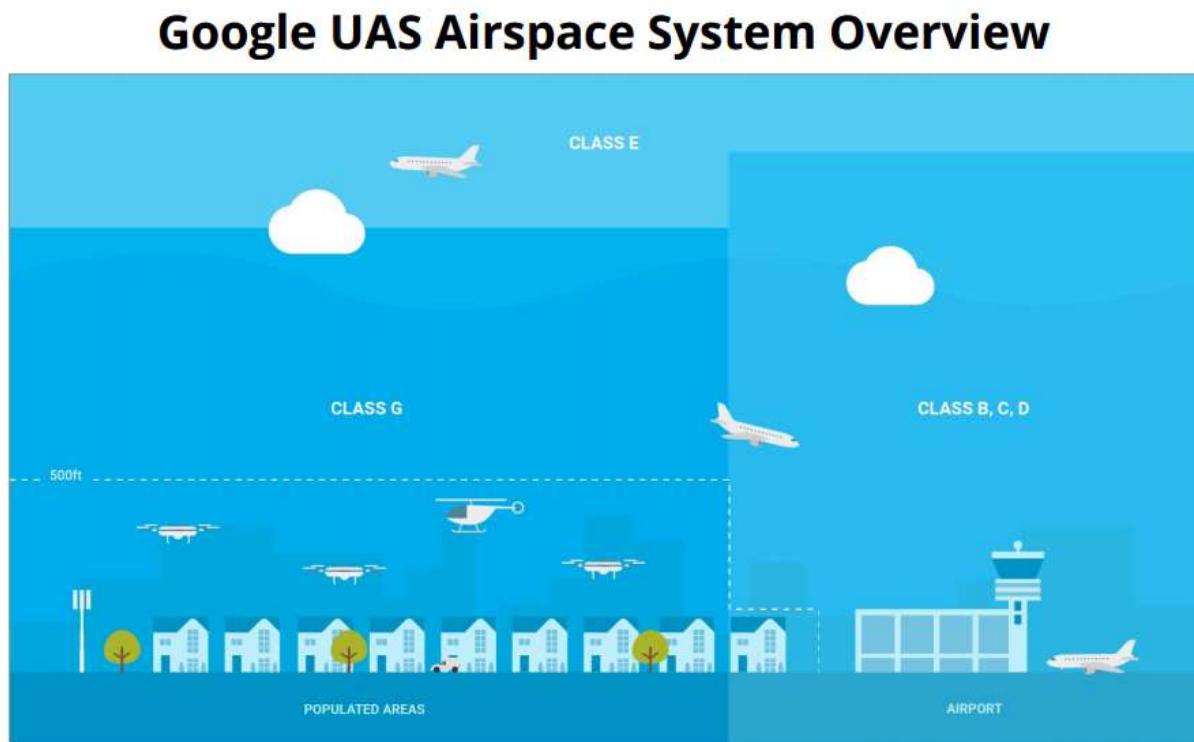 Google UAS Airspace System Overview
CLASS E
CLASS G
CLASS B, C, D
500ft
POPULATED AREAS
AIRPORT